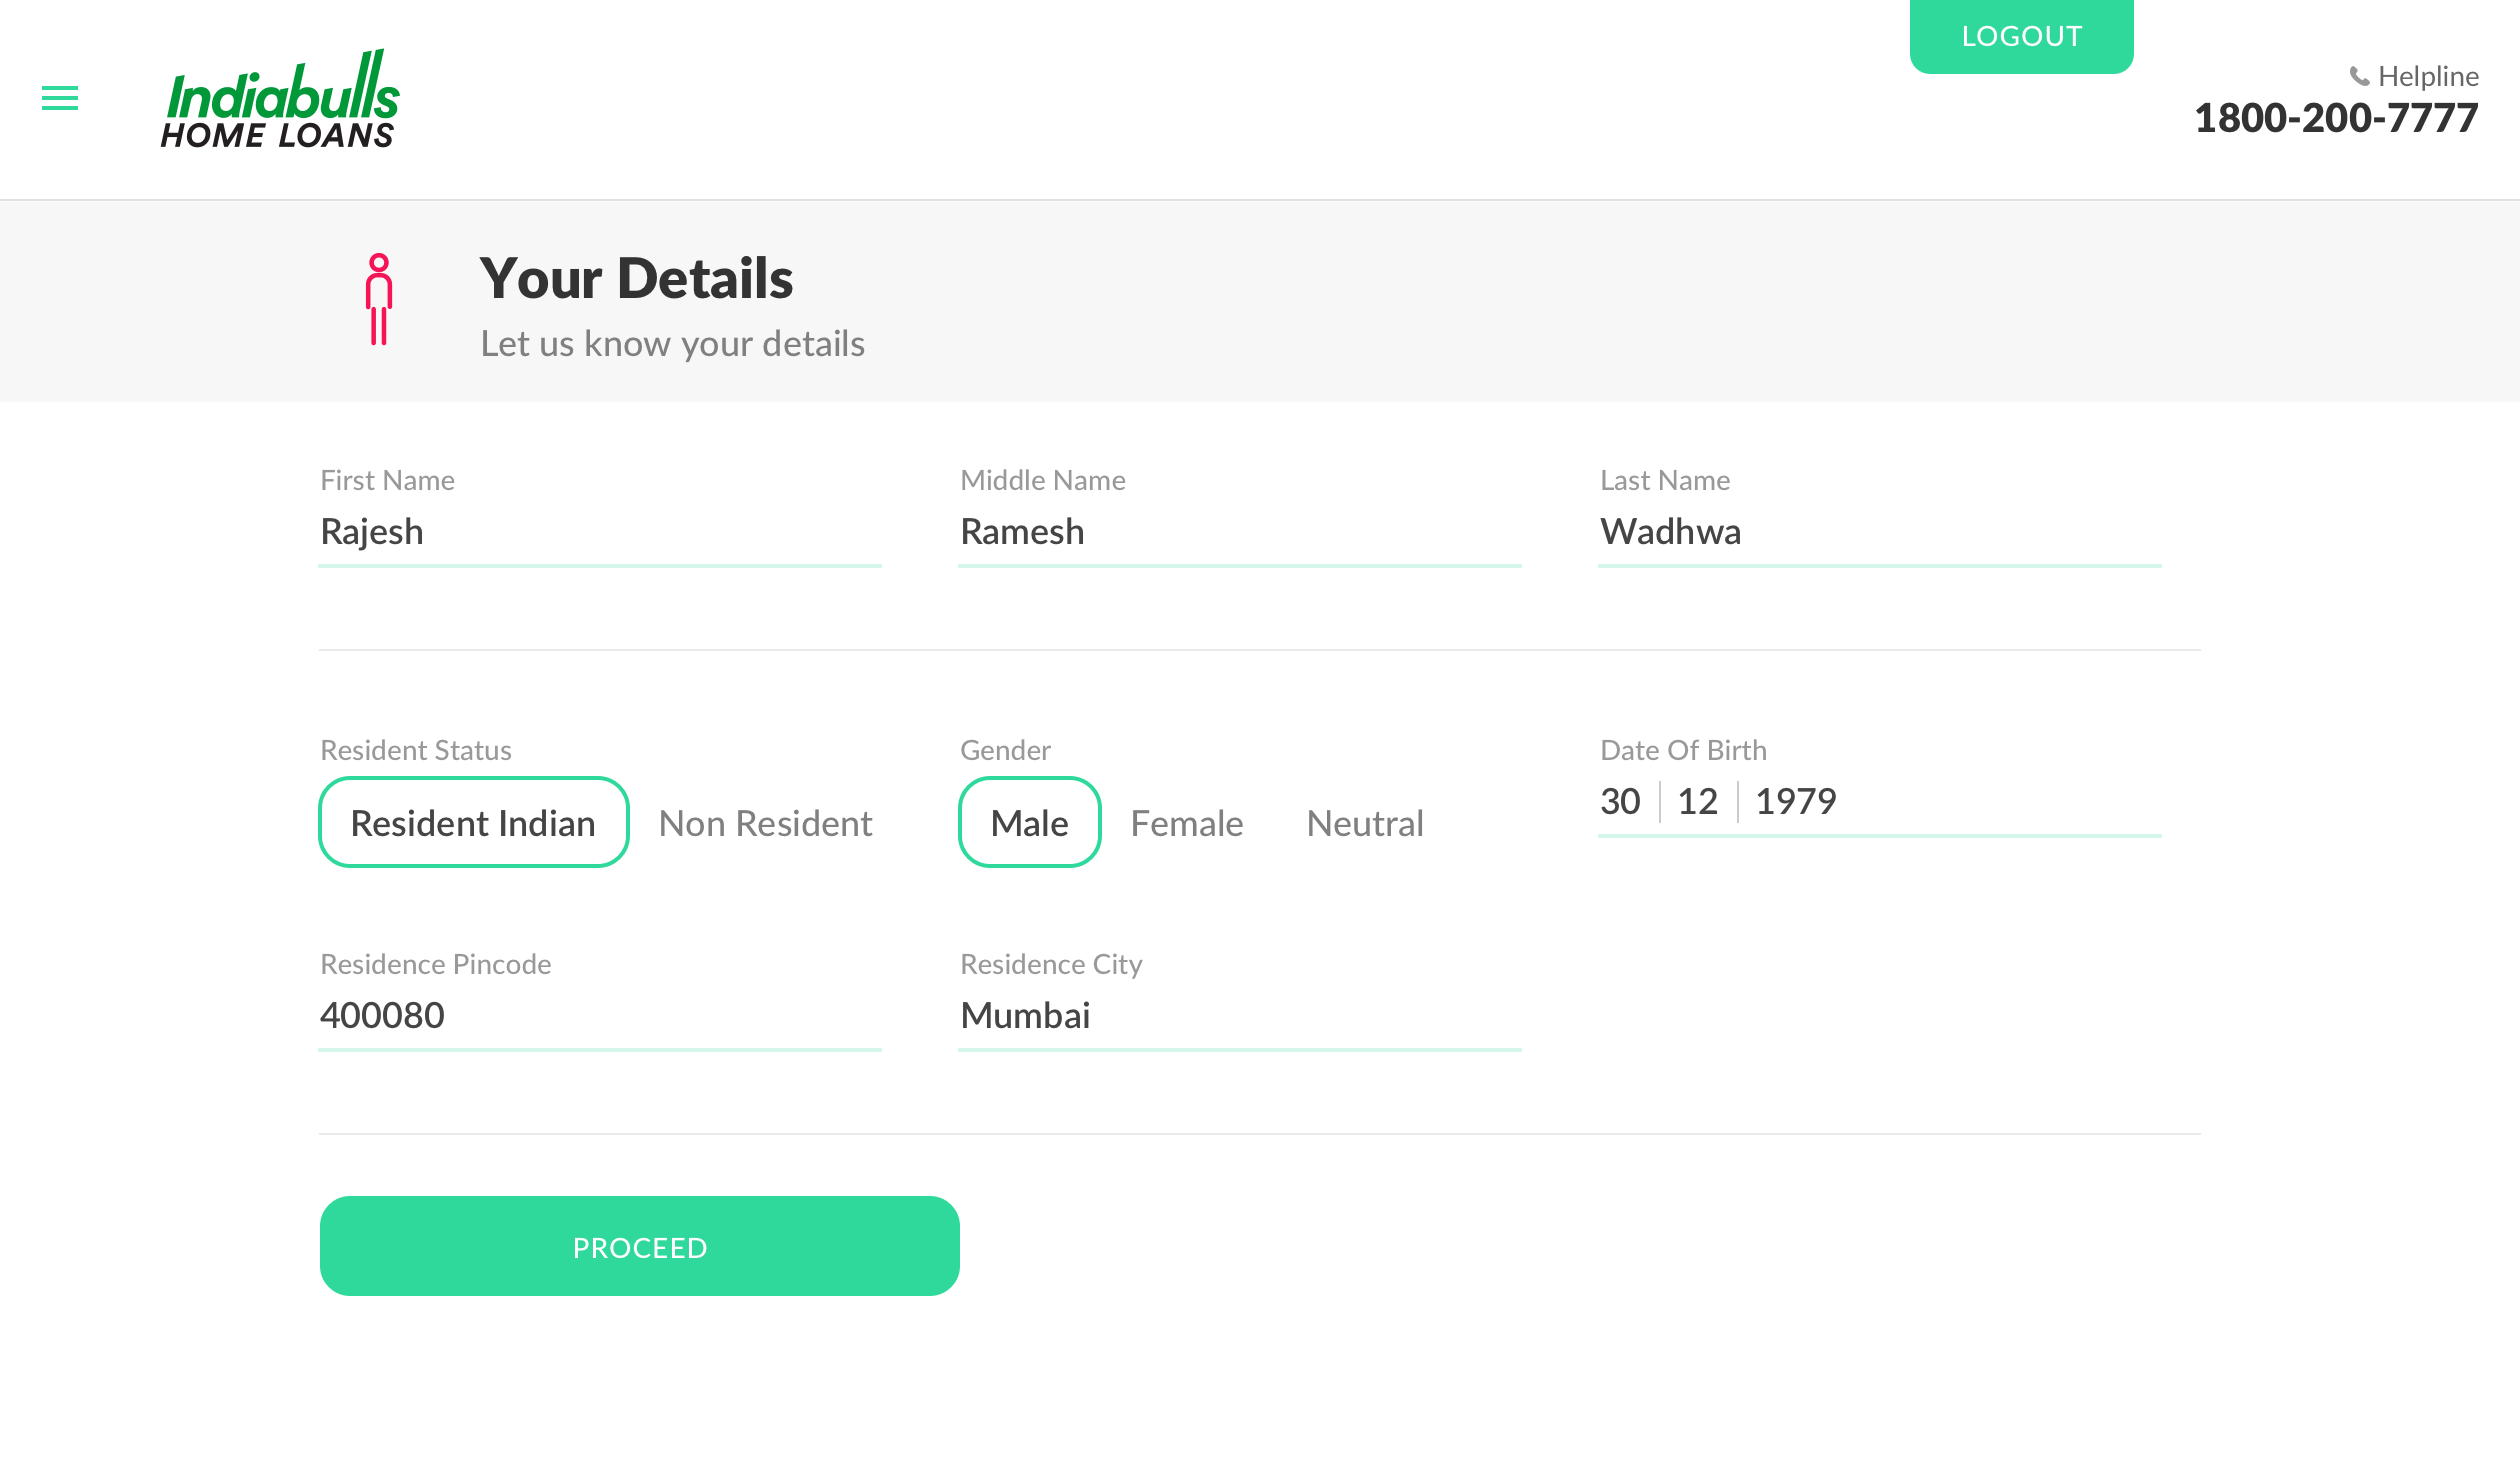 LOGOUT
Indiabulls
HOME LOANS
Helpline
1800-200-7777
Your Details
Let us know your details
First Name
Middle Name
Last Name
Rajesh
Ramesh
Wadhwa
Resident Status
Gender
Date Of Birth
Resident Indian
Non Resident
Male
Female
Neutral
30 12 1979
Residence Pincode
Residence City
400080
Mumbai
PROCEED